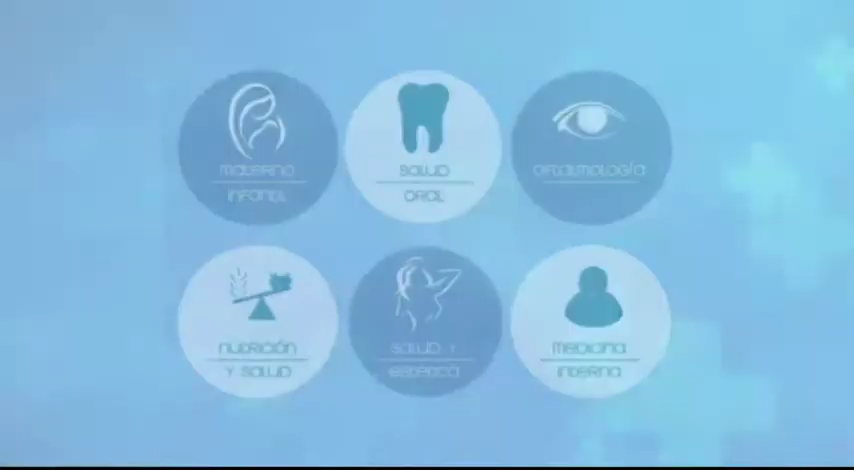 materno
infantil
salud
oral
oftalmología
nutrición
y salud
salud y
estética
medicina
interna